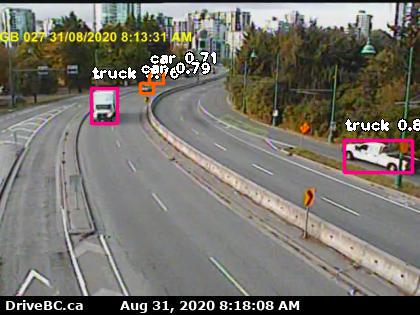 GB 027 31/08/2020 8:13:31 AM
car 0.71
car 0.79
truck
truck 0.8
DriveBC.ca Aug 31, 2020 8:18:08 AM